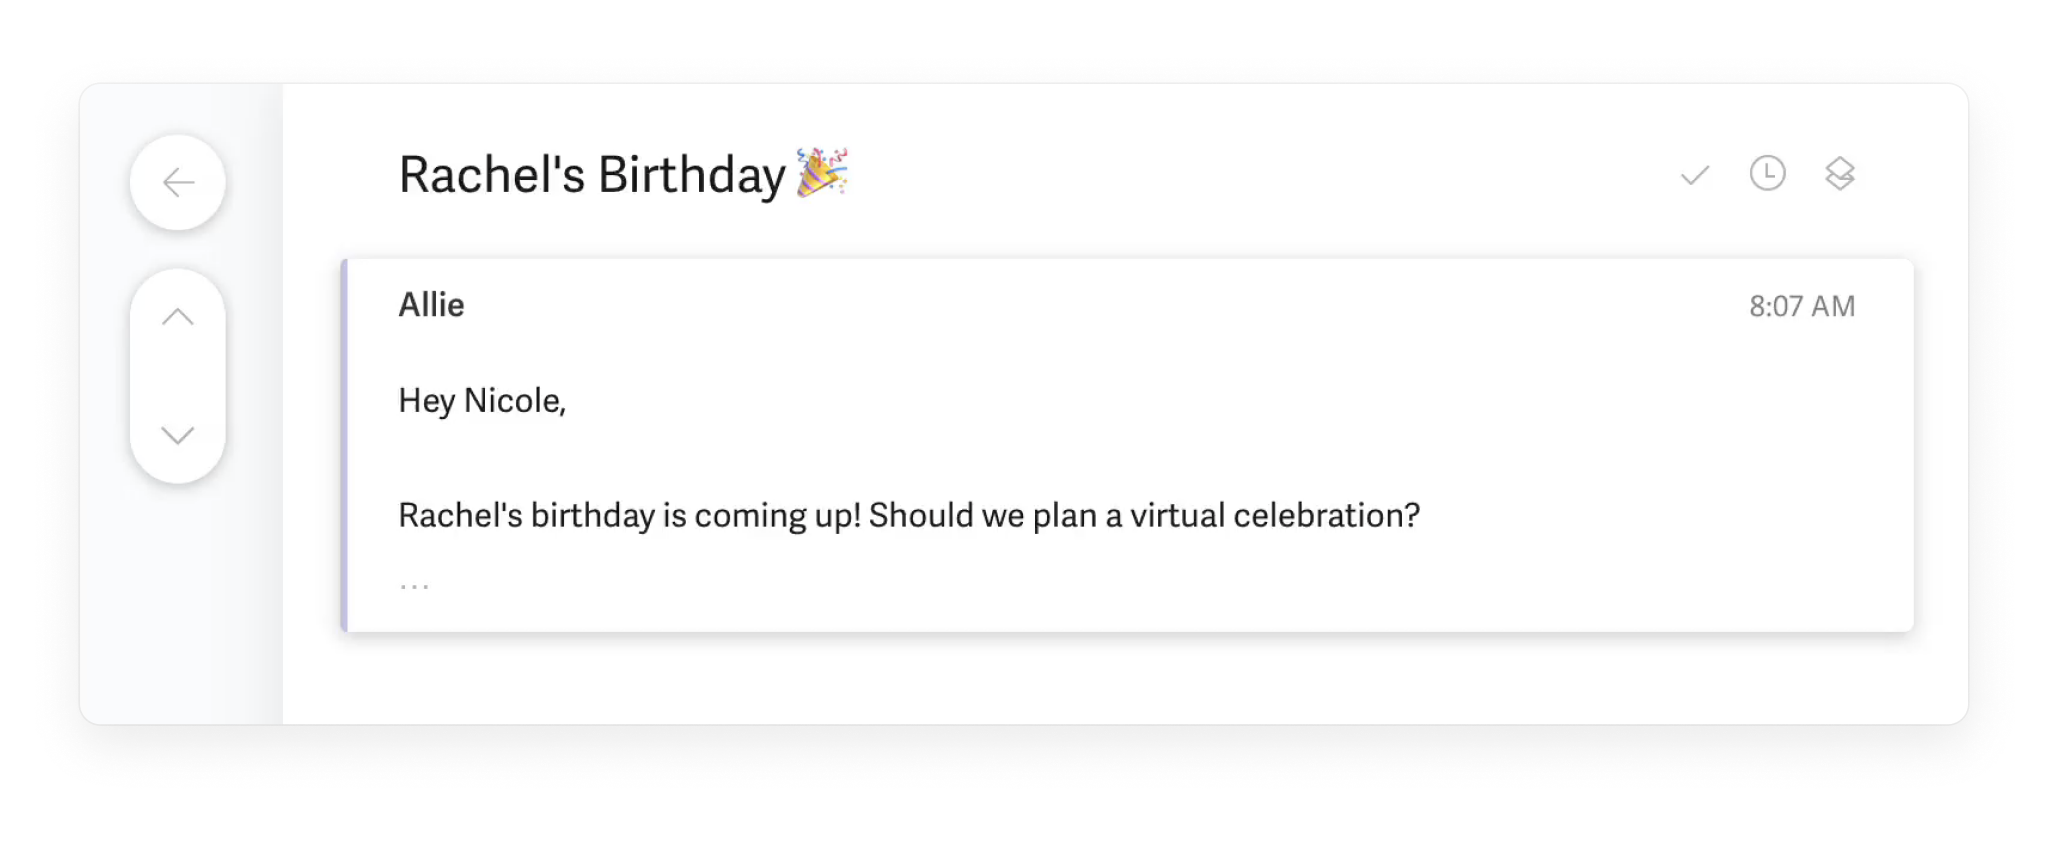 Rachel's Birthday 🎉
Allie
8:07 AM
Hey Nicole,
Rachel's birthday is coming up! Should we plan a virtual celebration?
...